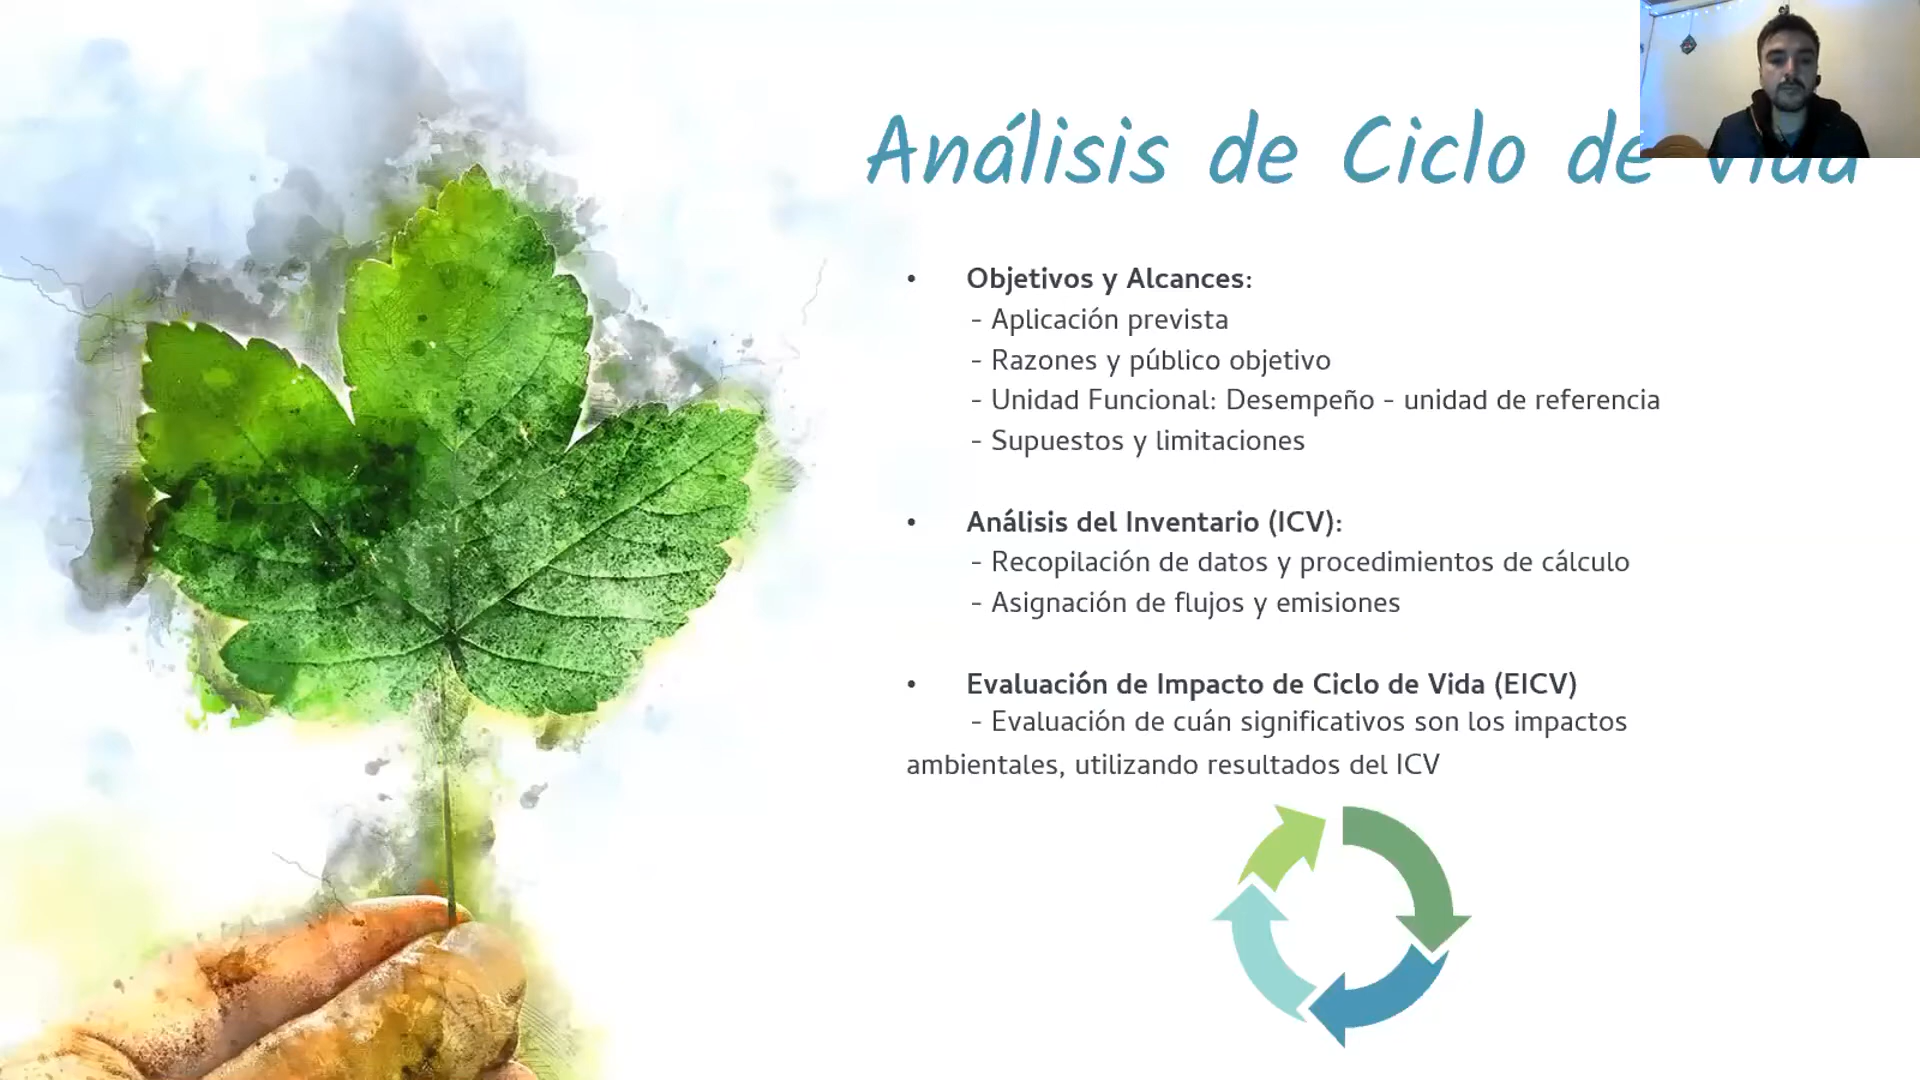 Análisis de Ciclo de Vida
• Objetivos y Alcances:
- Aplicación prevista
- Razones y público objetivo
- Unidad Funcional: Desempeño - unidad de referencia
- Supuestos y limitaciones
• Análisis del Inventario (ICV):
- Recopilación de datos y procedimientos de cálculo
- Asignación de flujos y emisiones
• Evaluación de Impacto de Ciclo de Vida (EICV)
- Evaluación de cuán significativos son los impactos
ambientales, utilizando resultados del ICV